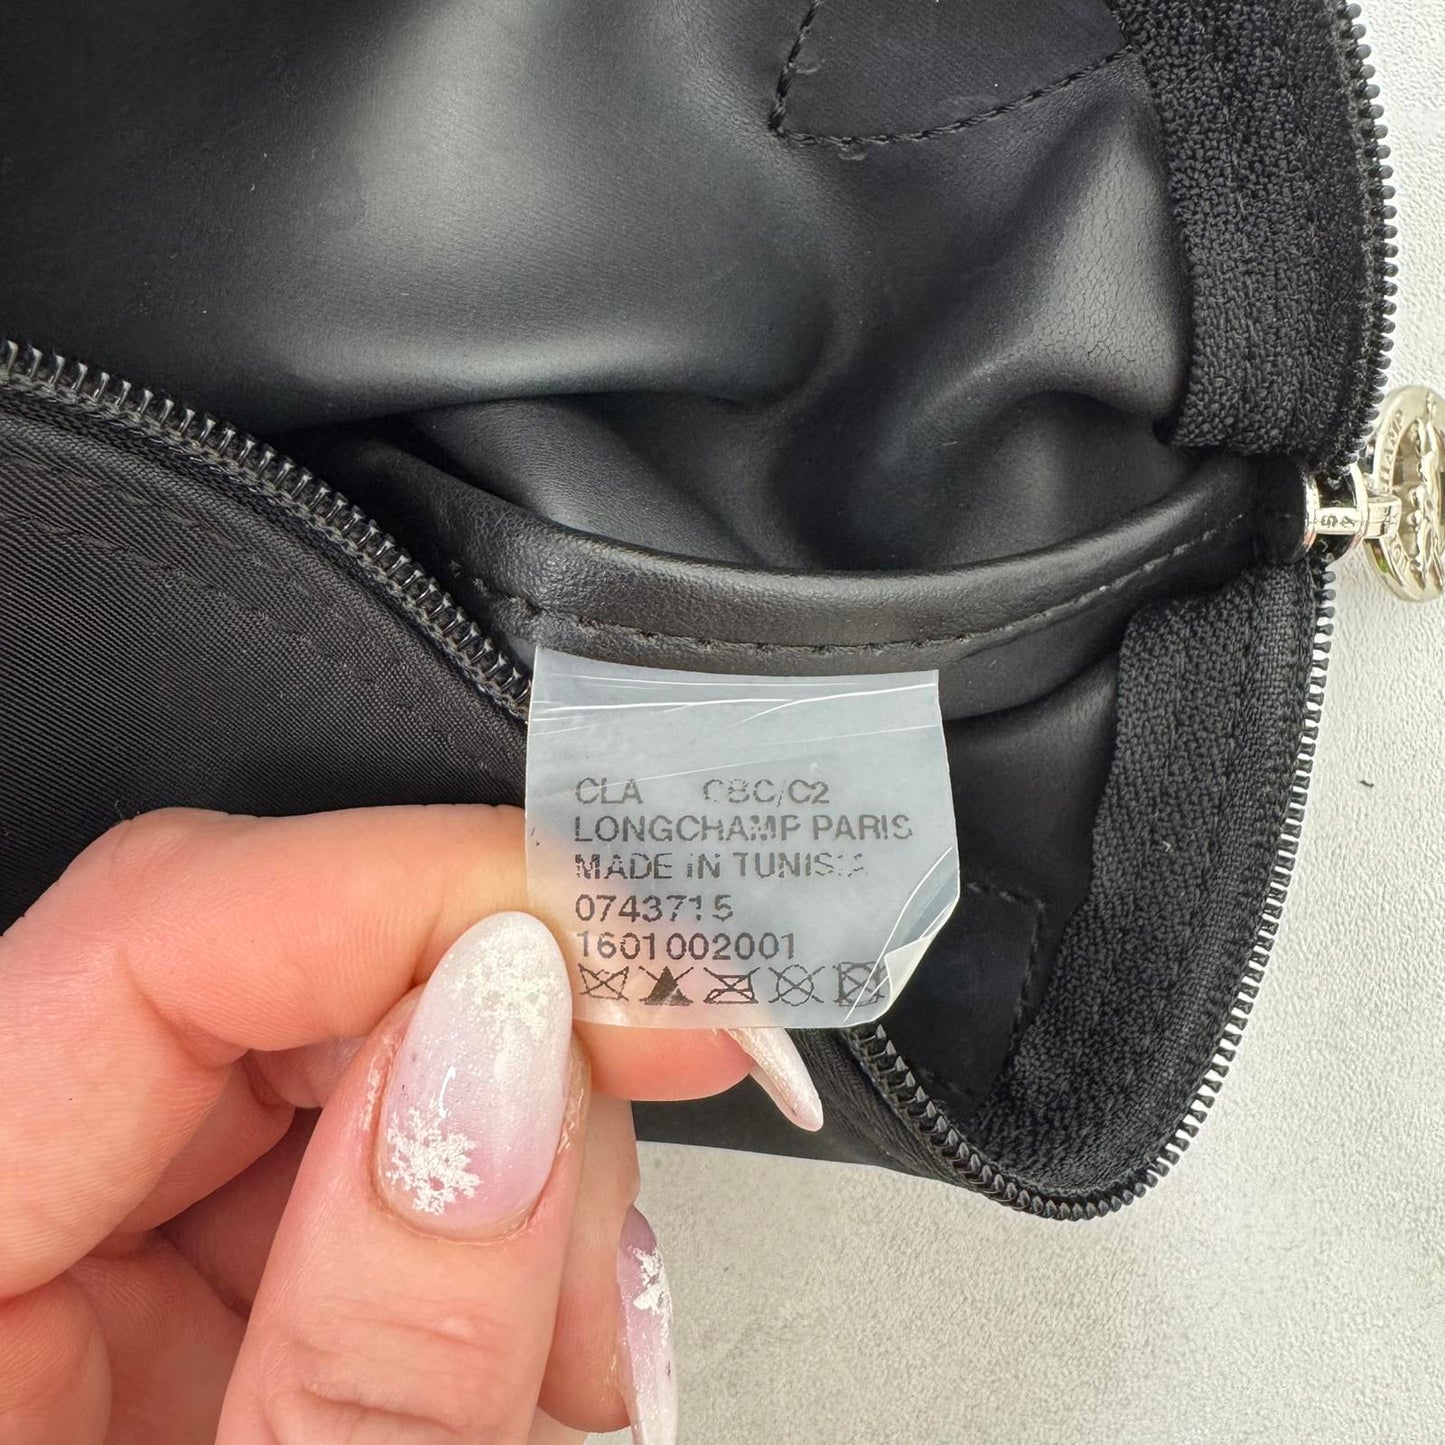 CLA CBC/C2
LONGCHAMP PARIS
MADE IN TUNISIA
0743715
1601002001